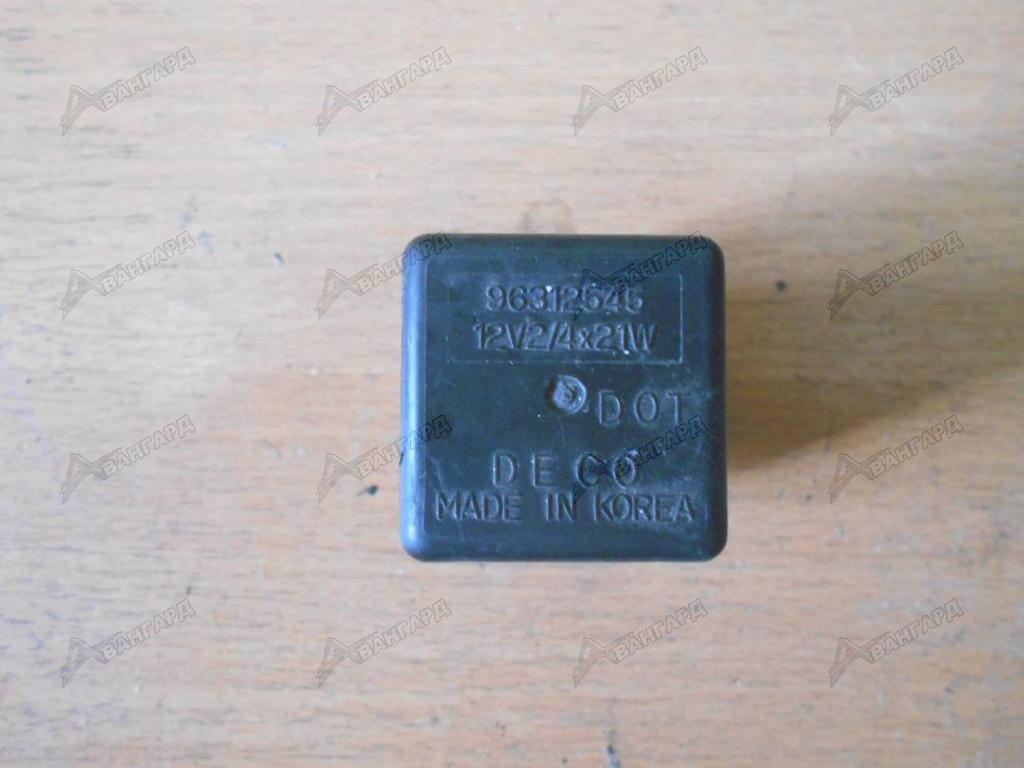 96312545
12V2/4x21W
DOT
DECO
MADE IN KOREA
АВАНГАРД